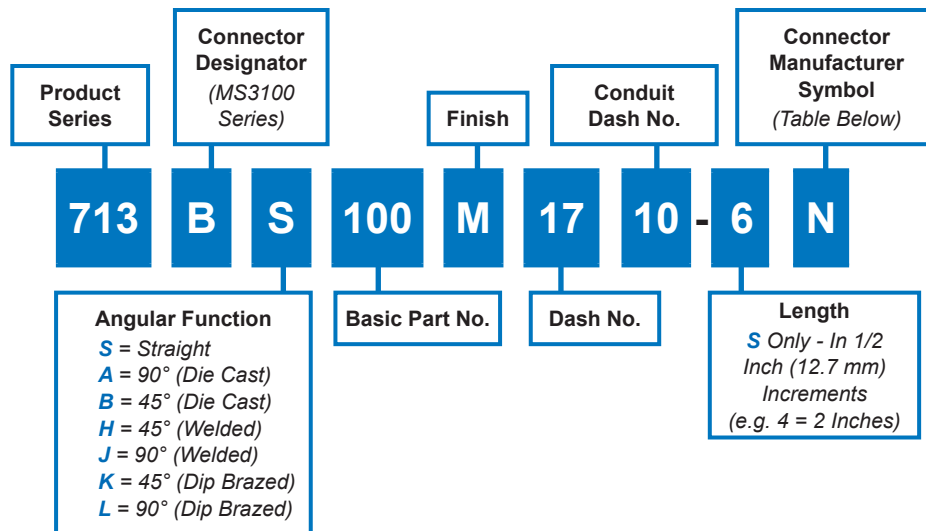 Product
Series
Connector
Designator
(MS3100
Series)
Finish
Conduit
Dash No.
Connector
Manufacturer
Symbol
(Table Below)
713 B S 100 M 17 10 - 6 N
Angular Function
S = Straight
A = 90° (Die Cast)
B = 45° (Die Cast)
H = 45° (Welded)
J = 90° (Welded)
K = 45° (Dip Brazed)
L = 90° (Dip Brazed)
Basic Part No.
Dash No.
Length
S Only - In 1/2
Inch (12.7 mm)
Increments
(e.g. 4 = 2 Inches)